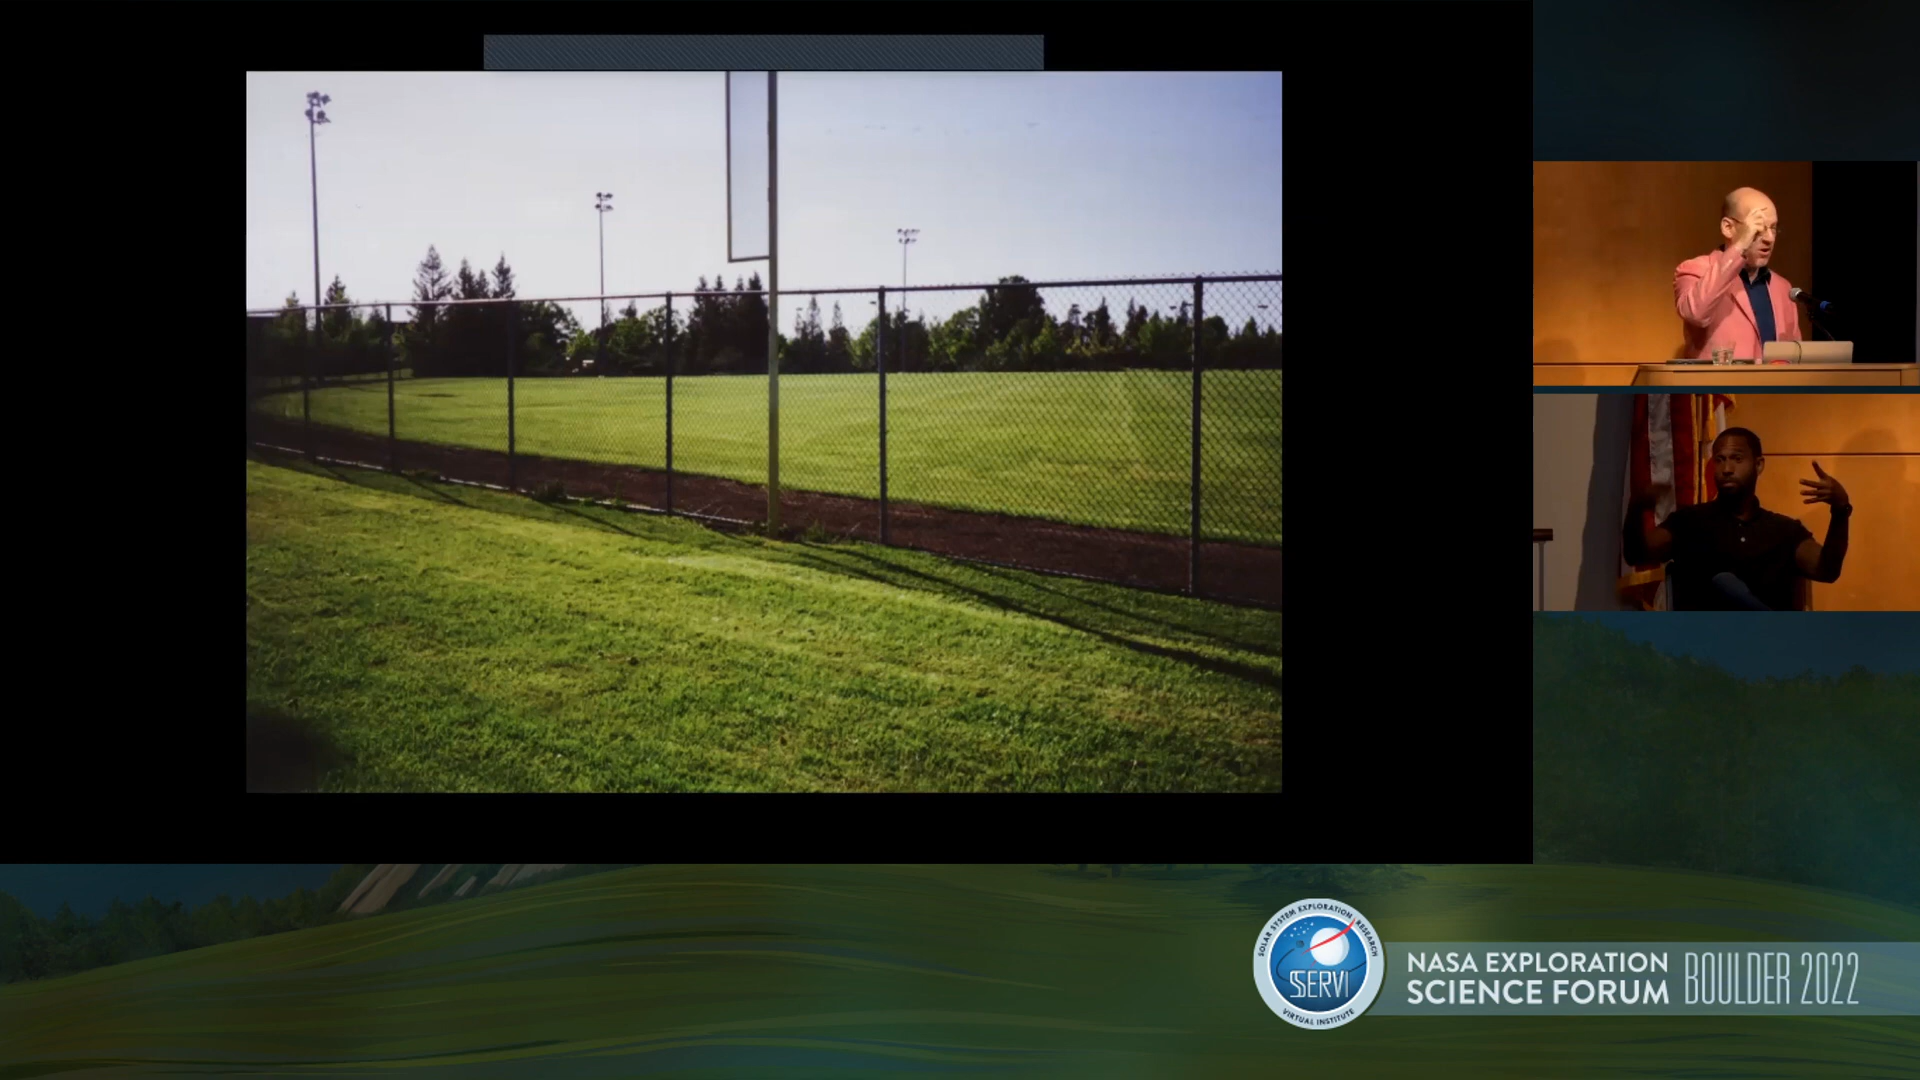 SOLAR SYSTEM EXPLORATION RESEARCH
SSERVI
VIRTUAL INSTITUTE
NASA EXPLORATION
SCIENCE FORUM
BOULDER 2022